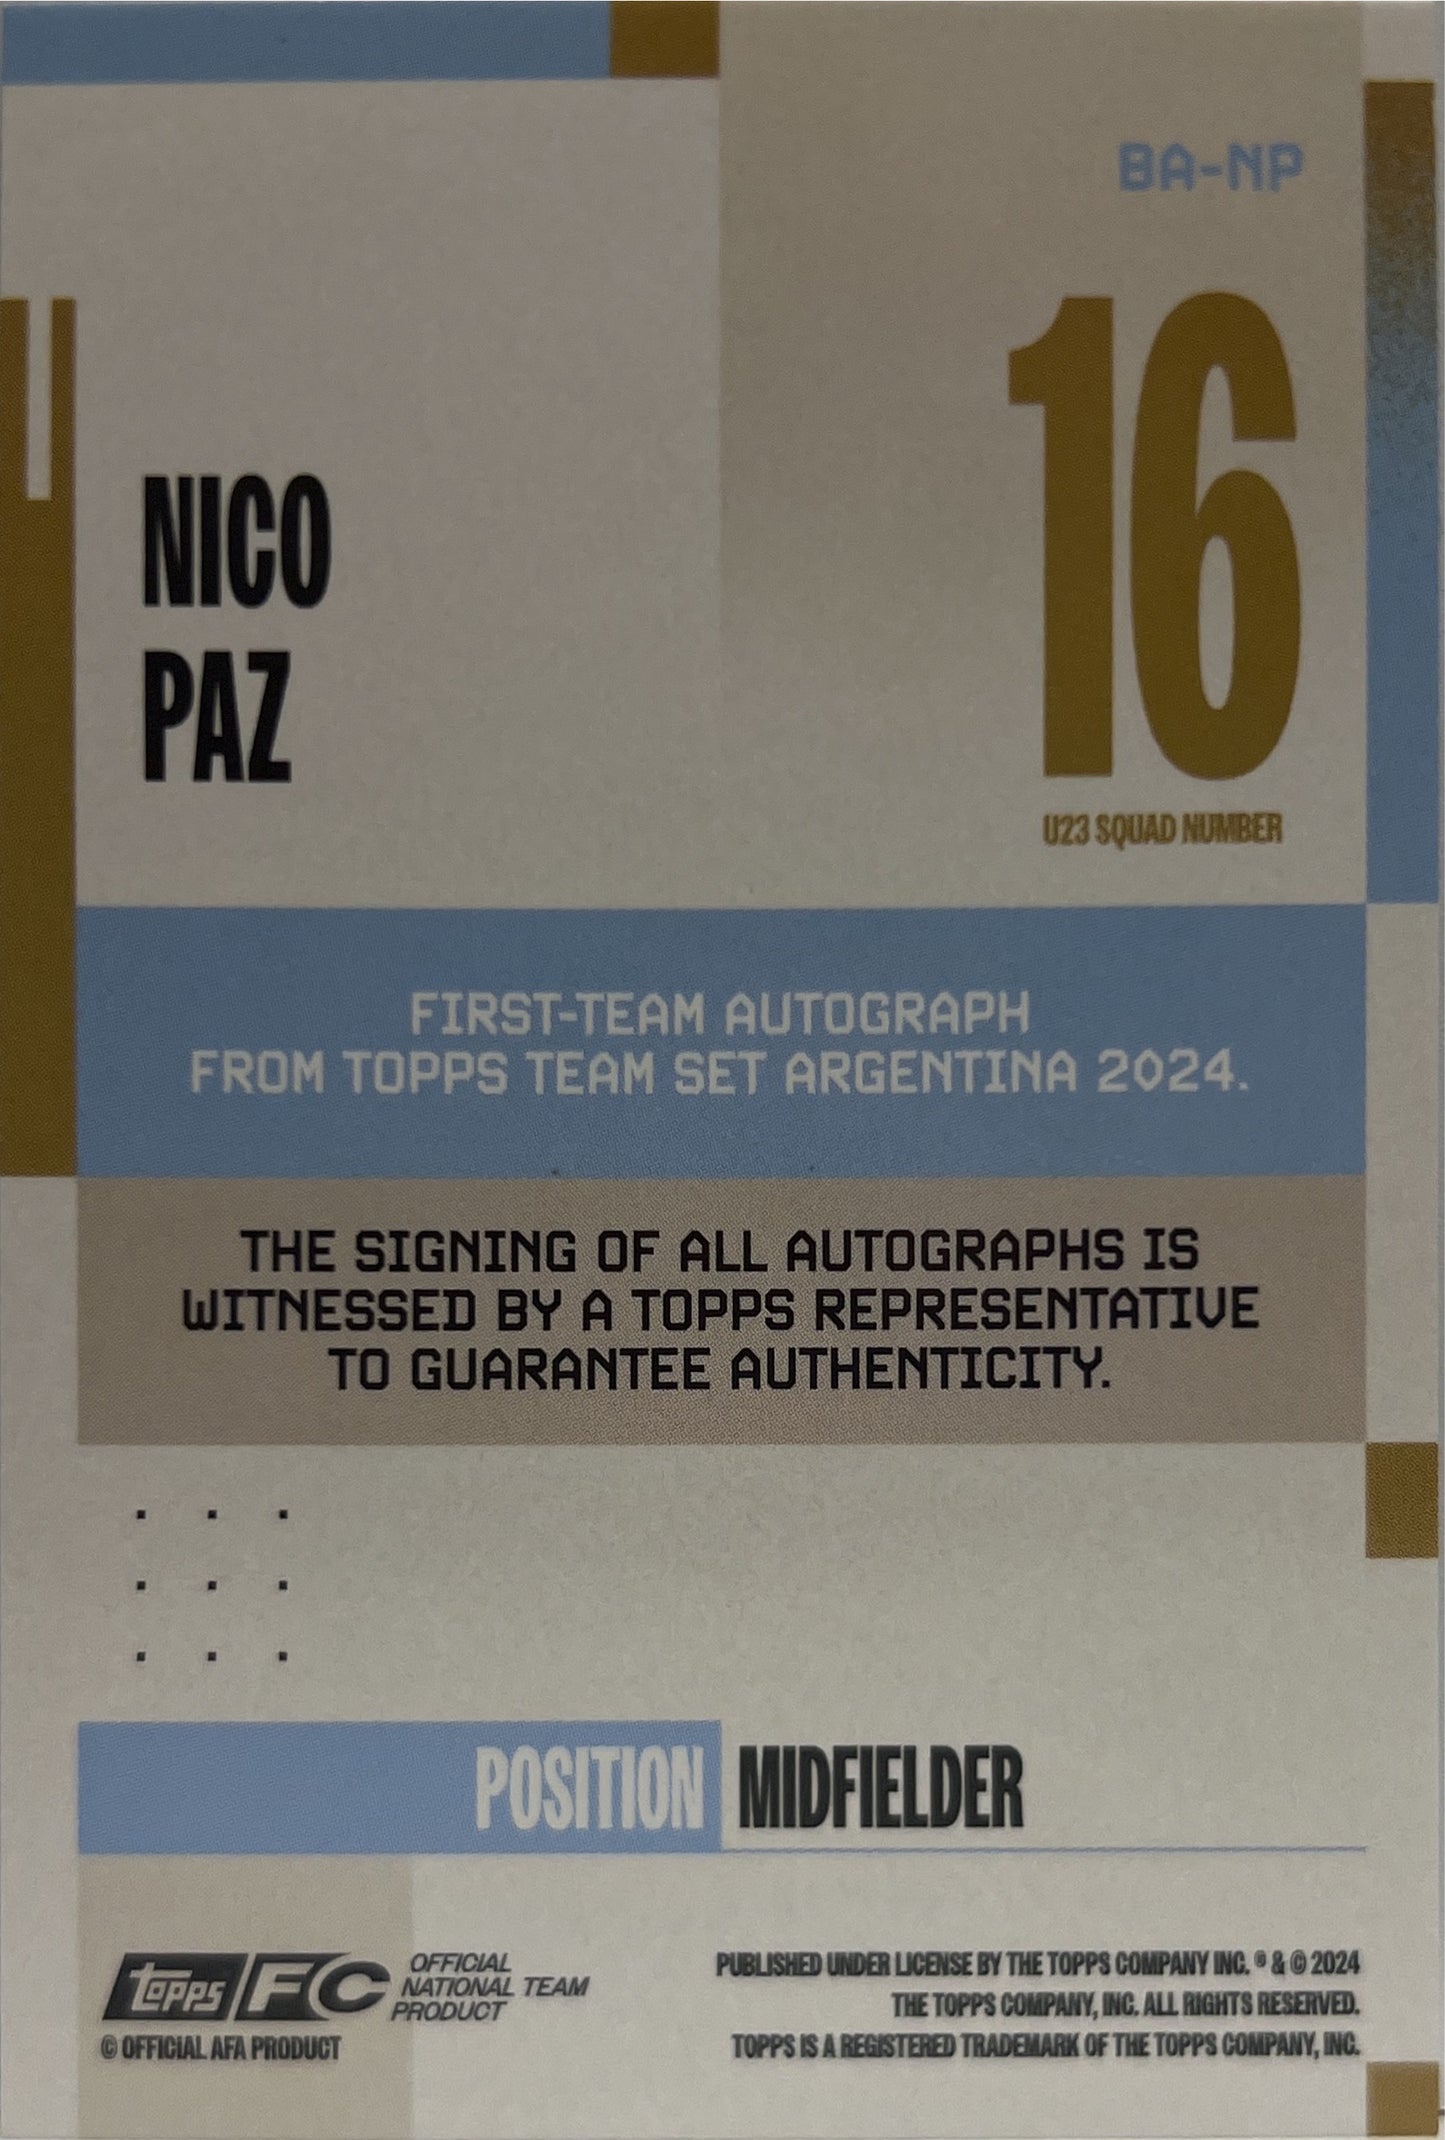 BA-NP
16
U23 SQUAD NUMBER
NICO
PAZ
FIRST-TEAM AUTOGRAPH
FROM TOPPS TEAM SET ARGENTINA 2024.
THE SIGNING OF ALL AUTOGRAPHS IS
WITNESSED BY A TOPPS REPRESENTATIVE
TO GUARANTEE AUTHENTICITY.
POSITION MIDFIELDER
topps FC
OFFICIAL
NATIONAL TEAM
PRODUCT
© OFFICIAL AFA PRODUCT
PUBLISHED UNDER LICENSE BY THE TOPPS COMPANY INC. ® & © 2024
THE TOPPS COMPANY, INC. ALL RIGHTS RESERVED.
TOPPS IS A REGISTERED TRADEMARK OF THE TOPPS COMPANY, INC.